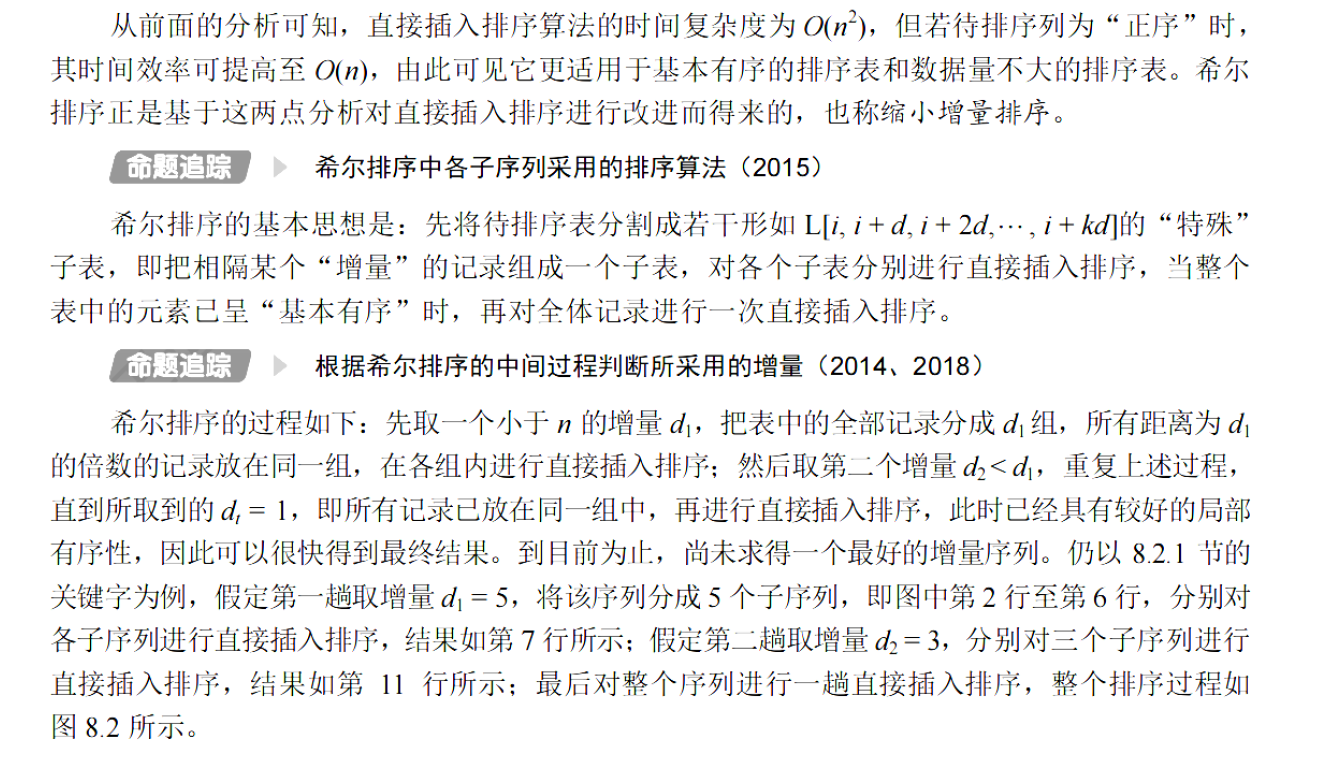 从前面的分析可知，直接插入排序算法的时间复杂度为 O(n²)，但若待排序列为“正序”时，
其时间效率可提高至 O(n)，由此可见它更适用于基本有序的排序表和数据量不大的排序表。希尔
排序正是基于这两点分析对直接插入排序进行改进而得来的，也称缩小增量排序。
命题追踪 ▶ 希尔排序中各子序列采用的排序算法（2015）
希尔排序的基本思想是：先将待排序表分割成若干形如 L[i, i + d, i + 2d,⋯, i + kd]的“特殊”
子表，即把相隔某个“增量”的记录组成一个子表，对各个子表分别进行直接插入排序，当整个
表中的元素已呈“基本有序”时，再对全体记录进行一次直接插入排序。
命题追踪 ▶ 根据希尔排序的中间过程判断所采用的增量（2014、2018）
希尔排序的过程如下：先取一个小于 n 的增量 d₁，把表中的全部记录分成 d₁ 组，所有距离为 d₁
的倍数的记录放在同一组，在各组内进行直接插入排序；然后取第二个增量 d₂ < d₁，重复上述过程，
直到所取到的 dₜ = 1，即所有记录已放在同一组中，再进行直接插入排序，此时已经具有较好的局部
有序性，因此可以很快得到最终结果。到目前为止，尚未求得一个最好的增量序列。仍以 8.2.1 节的
关键字为例，假定第一趟取增量 d₁ = 5，将该序列分成 5 个子序列，即图中第 2 行至第 6 行，分别对
各子序列进行直接插入排序，结果如第 7 行所示；假定第二趟取增量 d₂ = 3，分别对三个子序列进行
直接插入排序，结果如第 11 行所示；最后对整个序列进行一趟直接插入排序，整个排序过程如
图 8.2 所示。